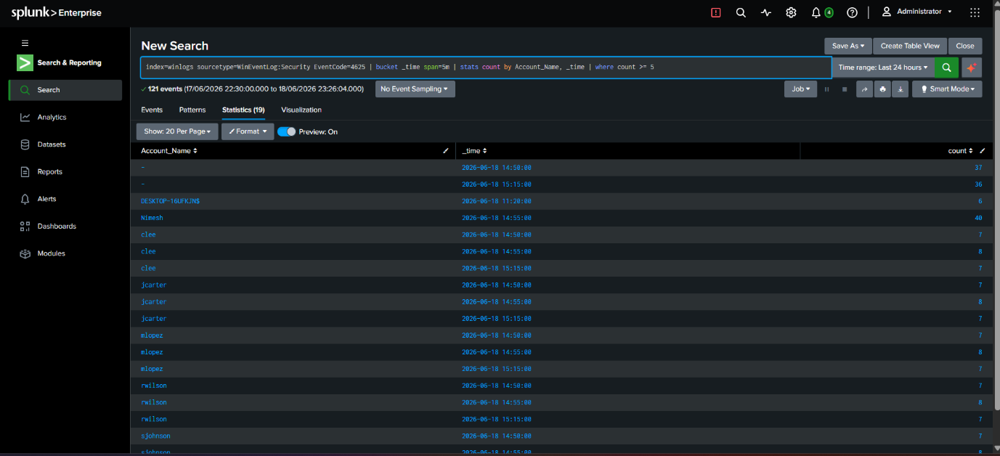 splunk>Enterprise
4
Administrator
Search & Reporting
Search
Analytics
Datasets
Reports
Alerts
Dashboards
Modules
New Search
Save As
Create Table View
Close
index=winlogs sourcetype=WinEventLog:Security EventCode=4625 | bucket _time span=5m | stats count by Account_Name, _time | where count >= 5
Time range: Last 24 hours
121 events (17/06/2026 22:30:00.000 to 18/06/2026 23:26:04.000)
No Event Sampling
Job
Smart Mode
Events Patterns Statistics (19) Visualization
Show: 20 Per Page
Format
Preview: On
Account_Name _time count
- 2026-06-18 14:50:00 37
- 2026-06-18 15:15:00 36
DESKTOP-16UFKJN$ 2026-06-18 11:20:00 6
Nimesh 2026-06-18 14:55:00 40
clee 2026-06-18 14:50:00 7
clee 2026-06-18 14:55:00 8
clee 2026-06-18 15:15:00 7
jcarter 2026-06-18 14:50:00 7
jcarter 2026-06-18 14:55:00 8
jcarter 2026-06-18 15:15:00 7
mlopez 2026-06-18 14:50:00 7
mlopez 2026-06-18 14:55:00 8
mlopez 2026-06-18 15:15:00 7
rwilson 2026-06-18 14:50:00 7
rwilson 2026-06-18 14:55:00 8
rwilson 2026-06-18 15:15:00 7
sjohnson 2026-06-18 14:50:00 7
sjohnson 2026-06-18 14:55:00 8